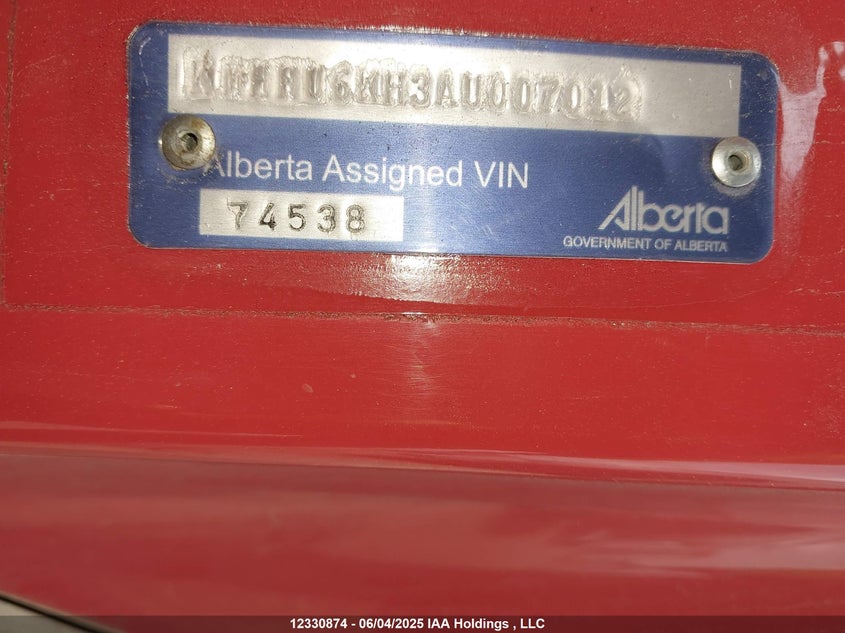 Alberta Assigned VIN
74538
Alberta
GOVERNMENT OF ALBERTA
12330874 - 06/04/2025 IAA Holdings , LLC